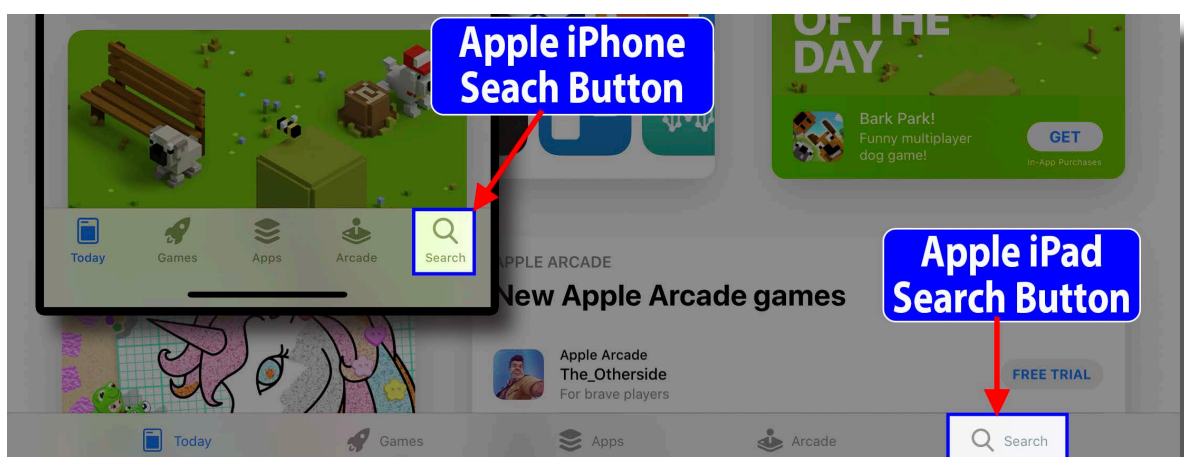 Apple iPhone
Seach Button
OF THE
DAY
Bark Park!
Funny multiplayer
dog game!
GET
In-App Purchases
Today
Games
Apps
Arcade
Search
APPLE ARCADE
New Apple Arcade games
Apple iPad
Search Button
Apple Arcade
The_Otherside
For brave players
FREE TRIAL
Today
Games
Apps
Arcade
Search